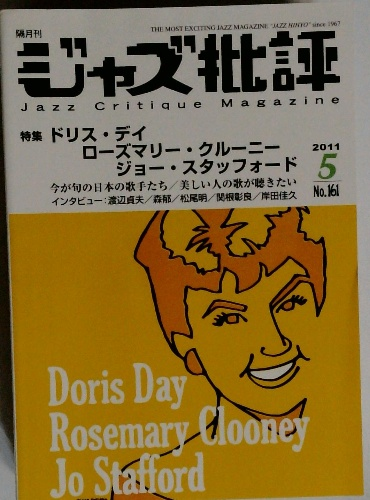 隔月刊
THE MOST EXCITING JAZZ MAGAZINE "JAZZ HIHYO" since 1967
ジャズ批評
Jazz Critique Magazine
特集 ドリス・デイ
ローズマリー・クルーニー
ジョー・スタッフォード
2011
5
No.161
今が旬の日本の歌手たち／美しい人の歌が聴きたい
インタビュー：渡辺貞夫／森郁／松尾明／関根彰良／岸田佳久
Doris Day
Rosemary Clooney
Jo Stafford